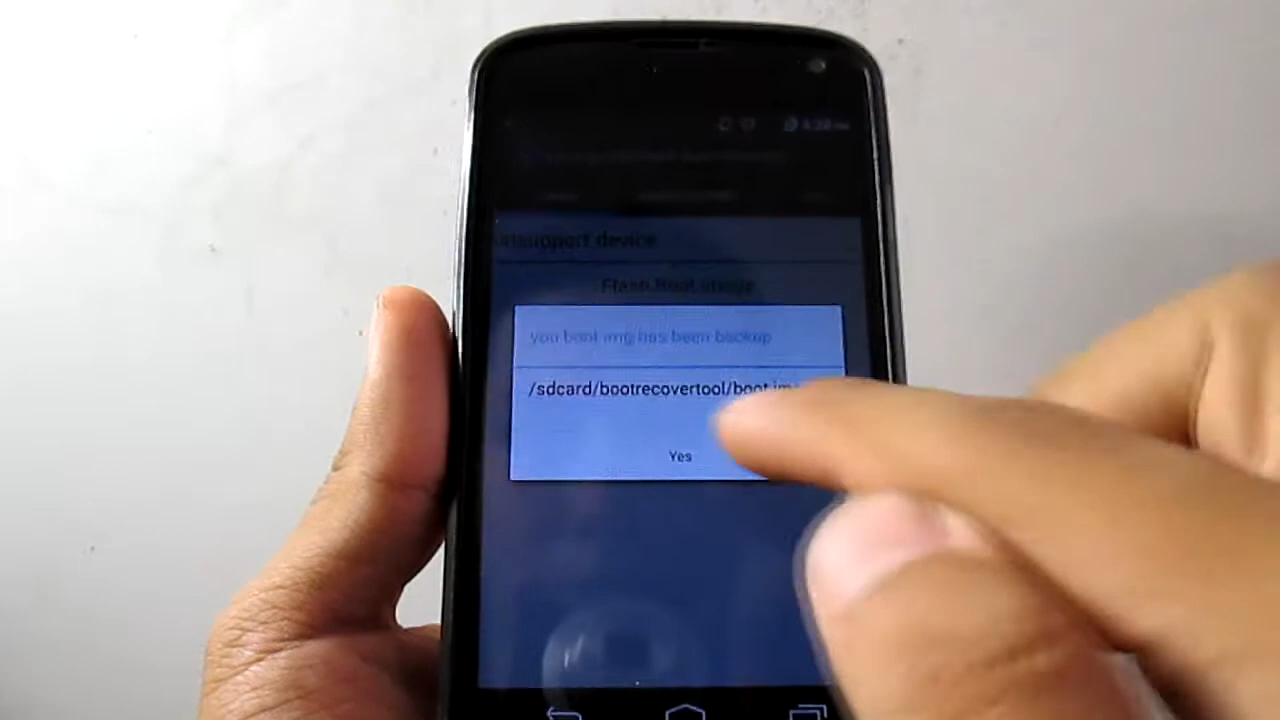 unsupport device
Flash Boot image
you boot img has been backup
/sdcard/bootrecovertool/boot.im
Yes